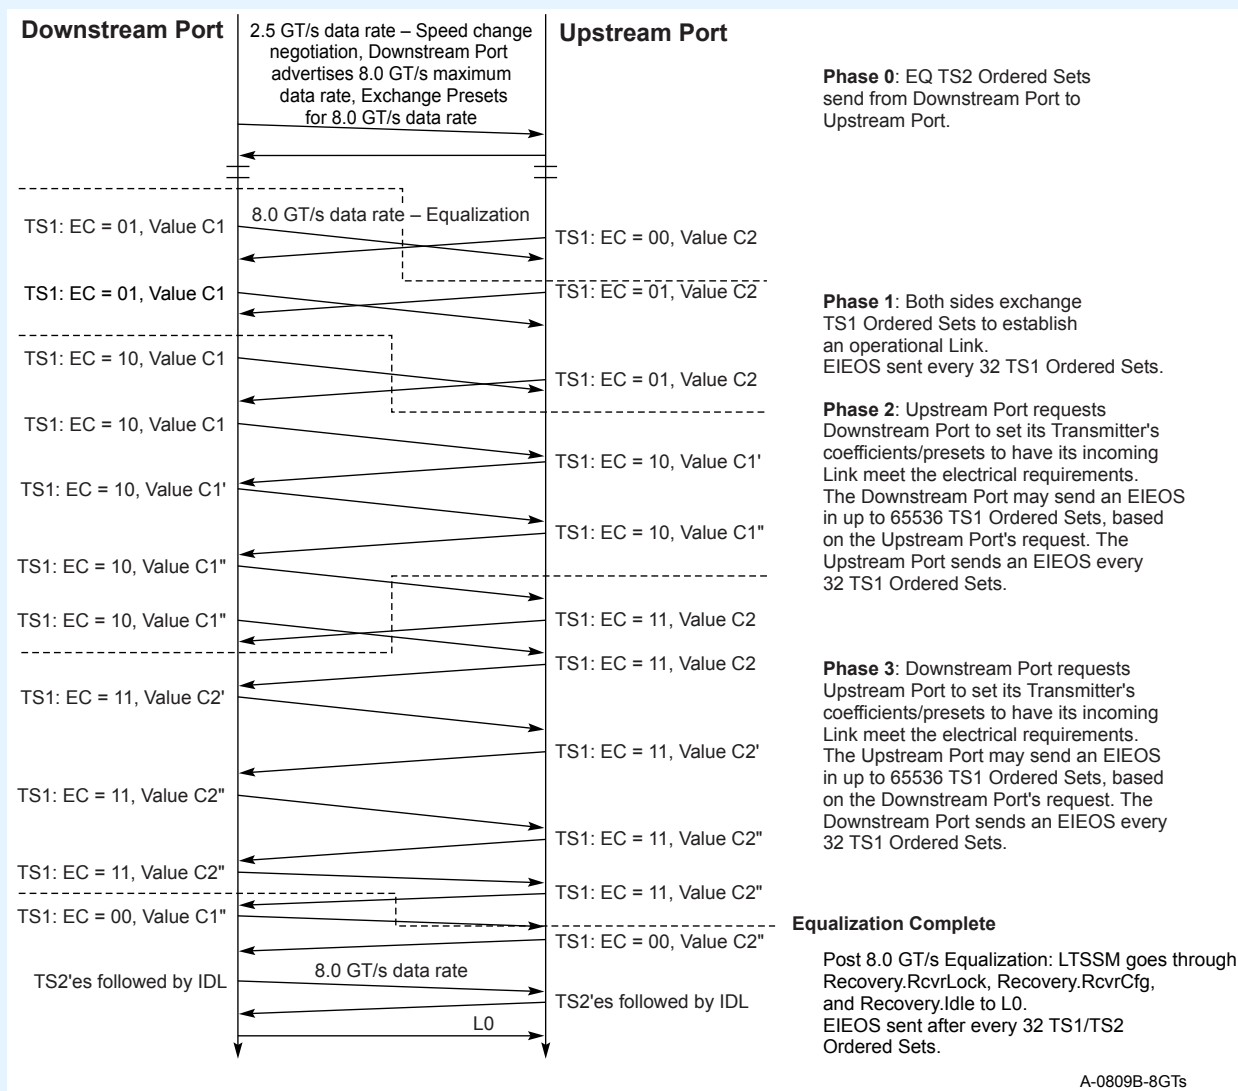 Downstream Port
2.5 GT/s data rate – Speed change
negotiation, Downstream Port
advertises 8.0 GT/s maximum
data rate, Exchange Presets
for 8.0 GT/s data rate
Upstream Port
Phase 0: EQ TS2 Ordered Sets
send from Downstream Port to
Upstream Port.
8.0 GT/s data rate – Equalization
TS1: EC = 01, Value C1
TS1: EC = 00, Value C2
TS1: EC = 01, Value C1
TS1: EC = 01, Value C2
Phase 1: Both sides exchange
TS1 Ordered Sets to establish
an operational Link.
EIEOS sent every 32 TS1 Ordered Sets.
TS1: EC = 10, Value C1
TS1: EC = 01, Value C2
TS1: EC = 10, Value C1
TS1: EC = 10, Value C1'
Phase 2: Upstream Port requests
Downstream Port to set its Transmitter's
coefficients/presets to have its incoming
Link meet the electrical requirements.
The Downstream Port may send an EIEOS
in up to 65536 TS1 Ordered Sets, based
on the Upstream Port's request. The
Upstream Port sends an EIEOS every
32 TS1 Ordered Sets.
TS1: EC = 10, Value C1'
TS1: EC = 10, Value C1"
TS1: EC = 10, Value C1"
TS1: EC = 10, Value C1"
TS1: EC = 11, Value C2
TS1: EC = 11, Value C2
Phase 3: Downstream Port requests
Upstream Port to set its Transmitter's
coefficients/presets to have its incoming
Link meet the electrical requirements.
The Upstream Port may send an EIEOS
in up to 65536 TS1 Ordered Sets, based
on the Downstream Port's request. The
Downstream Port sends an EIEOS every
32 TS1 Ordered Sets.
TS1: EC = 11, Value C2'
TS1: EC = 11, Value C2'
TS1: EC = 11, Value C2"
TS1: EC = 11, Value C2"
TS1: EC = 11, Value C2"
TS1: EC = 11, Value C2"
TS1: EC = 00, Value C1"
Equalization Complete
TS1: EC = 00, Value C2"
Post 8.0 GT/s Equalization: LTSSM goes through
Recovery.RcvrLock, Recovery.RcvrCfg,
and Recovery.Idle to L0.
EIEOS sent after every 32 TS1/TS2
Ordered Sets.
8.0 GT/s data rate
TS2'es followed by IDL
TS2'es followed by IDL
L0
A-0809B-8GTs